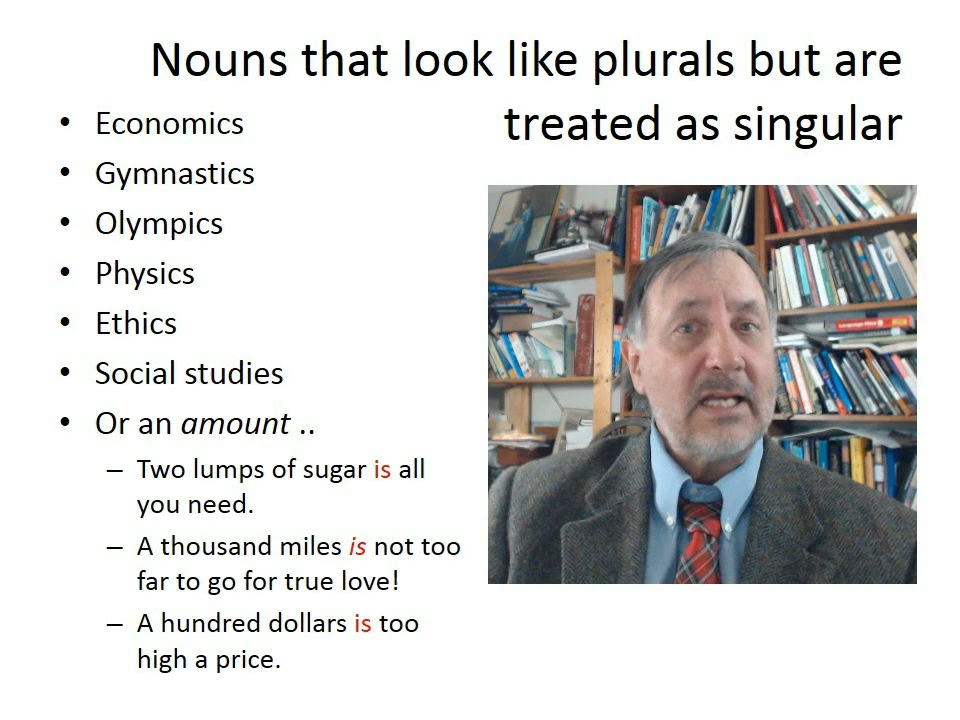 Nouns that look like plurals but are
treated as singular
• Economics
• Gymnastics
• Olympics
• Physics
• Ethics
• Social studies
• Or an amount ..
– Two lumps of sugar is all
you need.
– A thousand miles is not too
far to go for true love!
– A hundred dollars is too
high a price.